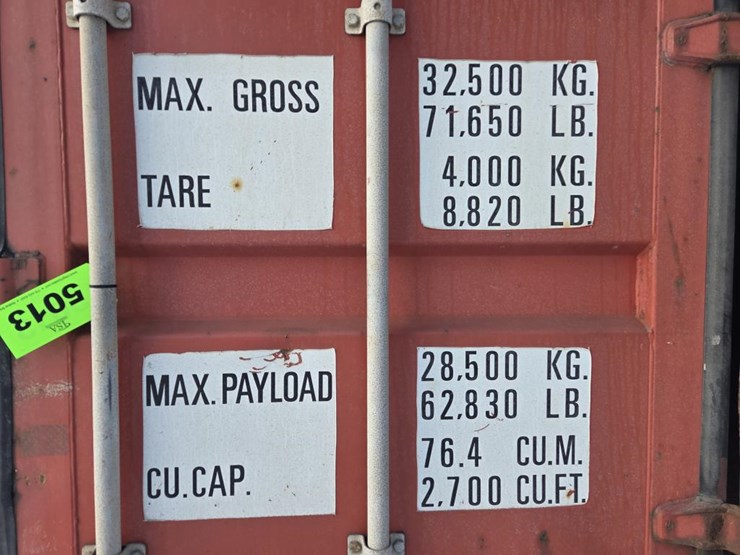 MAX. GROSS
32,500 KG.
71,650 LB.
TARE
4,000 KG.
8,820 LB.
5013
MAX. PAYLOAD
28,500 KG.
62,830 LB.
CU.CAP.
76.4 CU.M.
2,700 CU.FT.